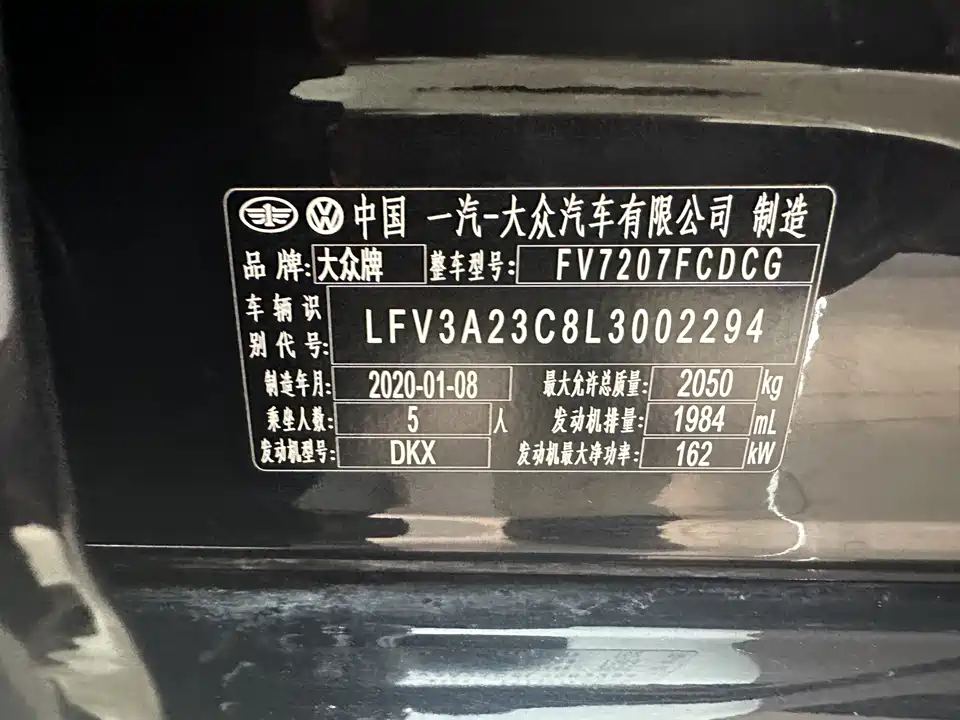 中国 一汽-大众汽车有限公司 制造
品牌: 大众牌 整车型号: FV7207FCDCG
车辆识别代号: LFV3A23C8L3002294
制造年月: 2020-01-08 最大允许总质量: 2050 kg
乘坐人数: 5 人 发动机排量: 1984 mL
发动机型号: DKX 发动机最大净功率: 162 kW